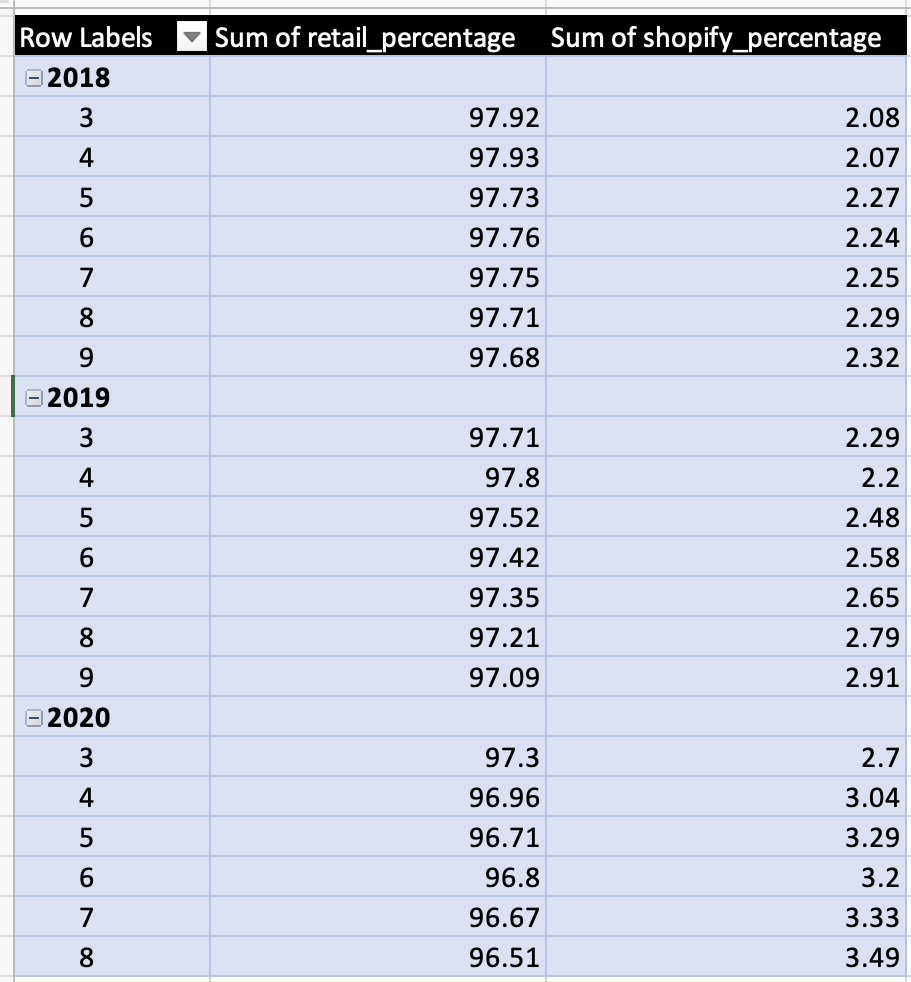 Row Labels Sum of retail_percentage Sum of shopify_percentage
2018
3 97.92 2.08
4 97.93 2.07
5 97.73 2.27
6 97.76 2.24
7 97.75 2.25
8 97.71 2.29
9 97.68 2.32
2019
3 97.71 2.29
4 97.8 2.2
5 97.52 2.48
6 97.42 2.58
7 97.35 2.65
8 97.21 2.79
9 97.09 2.91
2020
3 97.3 2.7
4 96.96 3.04
5 96.71 3.29
6 96.8 3.2
7 96.67 3.33
8 96.51 3.49